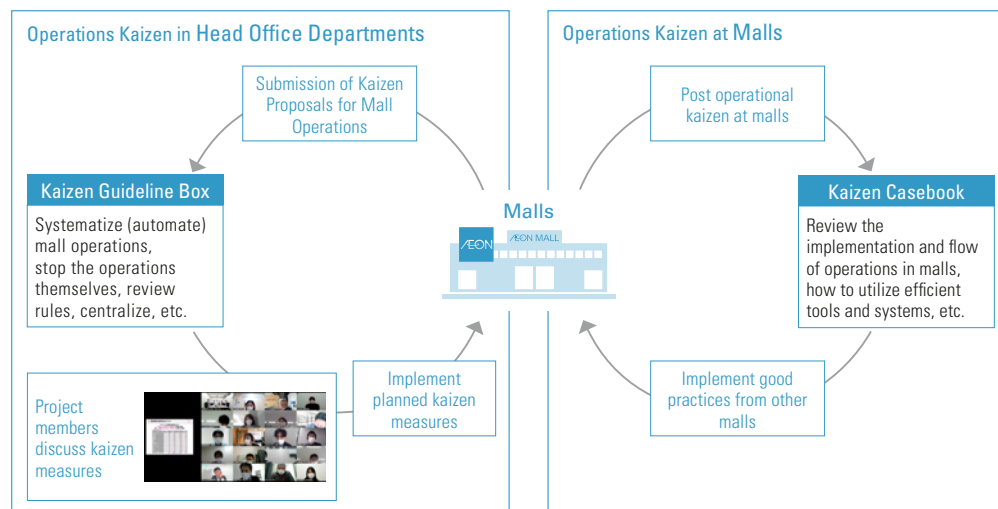 Operations Kaizen in Head Office Departments
Submission of Kaizen
Proposals for Mall
Operations
Kaizen Guideline Box
Systematize (automate)
mall operations,
stop the operations
themselves, review
rules, centralize, etc.
Project
members
discuss kaizen
measures
Implement
planned kaizen
measures
Malls
ÆON
ÆON MALL
Operations Kaizen at Malls
Post operational
kaizen at malls
Kaizen Casebook
Review the
implementation and flow
of operations in malls,
how to utilize efficient
tools and systems, etc.
Implement good
practices from other
malls